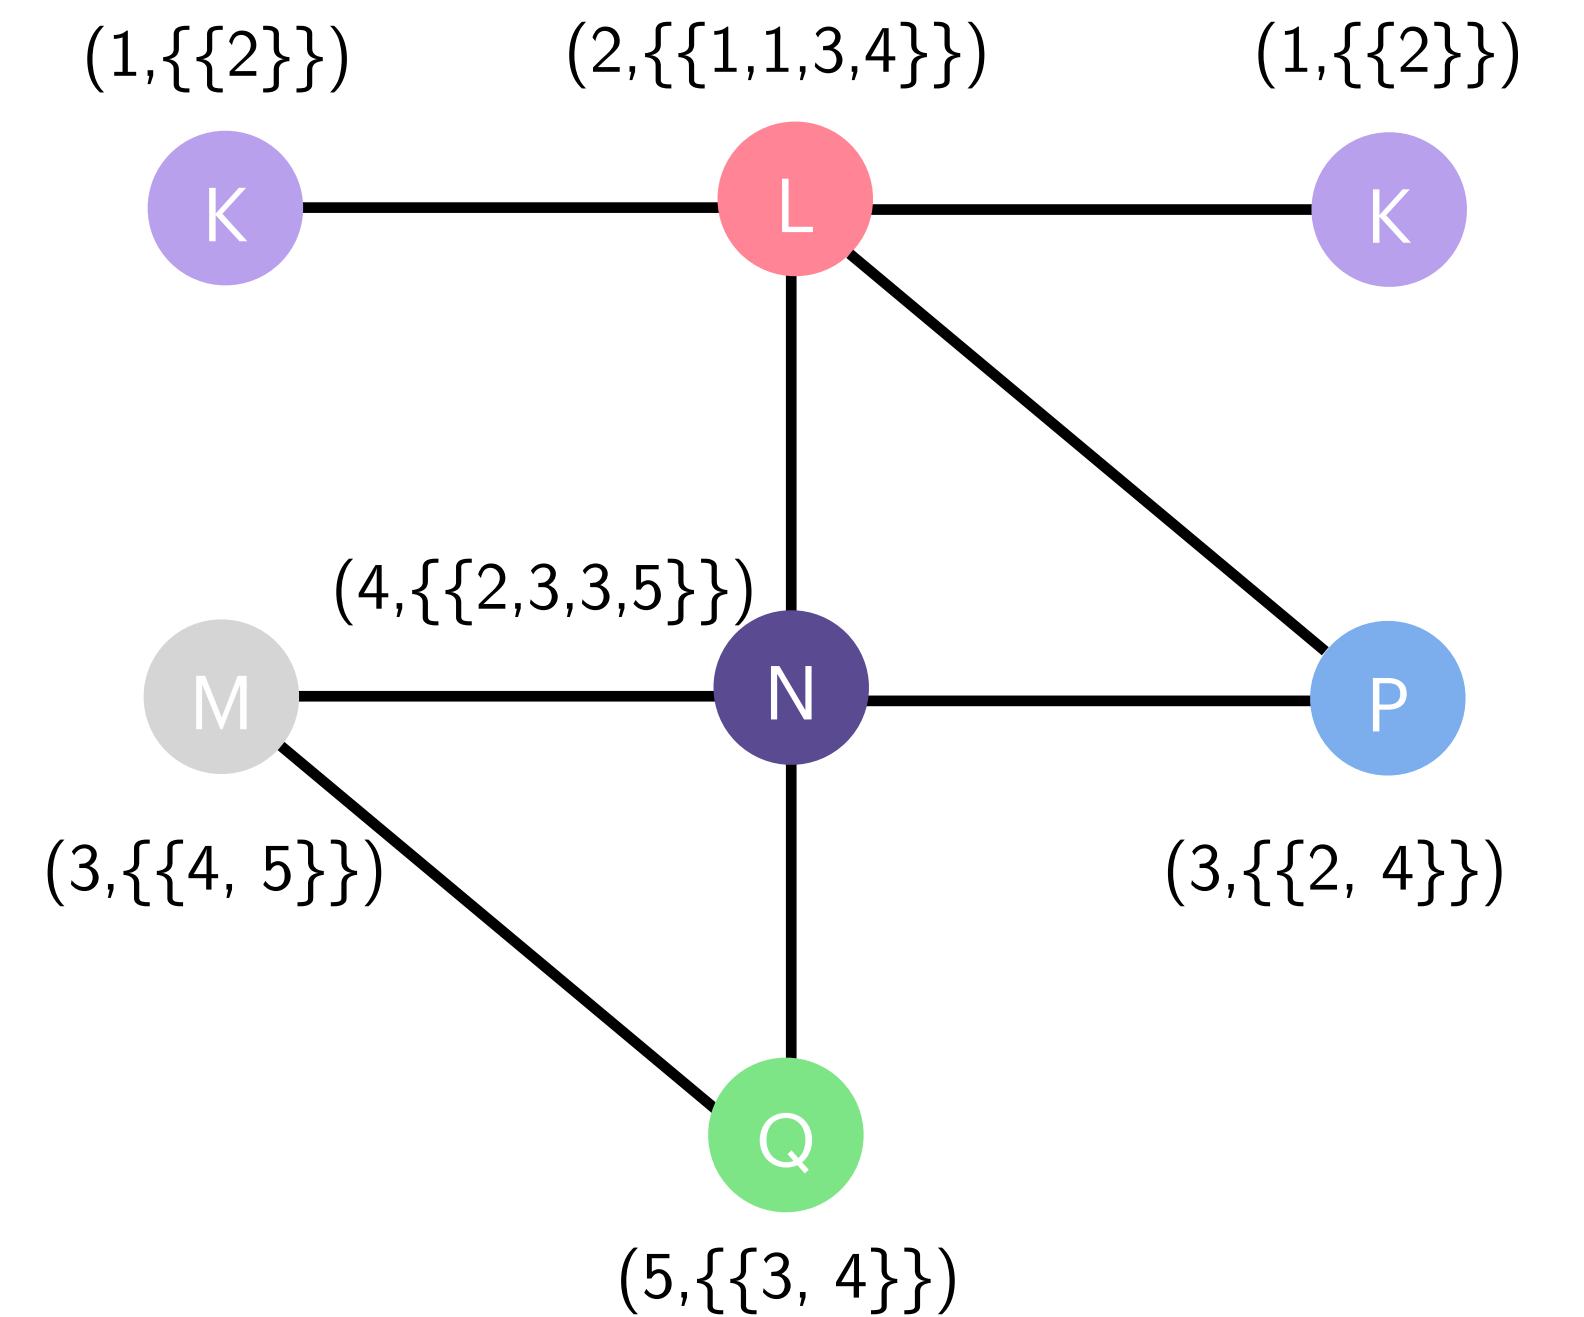 (1,{{2}})
(2,{{1,1,3,4}})
(1,{{2}})
K
L
K
(4,{{2,3,3,5}})
M
N
P
(3,{{4, 5}})
(3,{{2, 4}})
Q
(5,{{3, 4}})